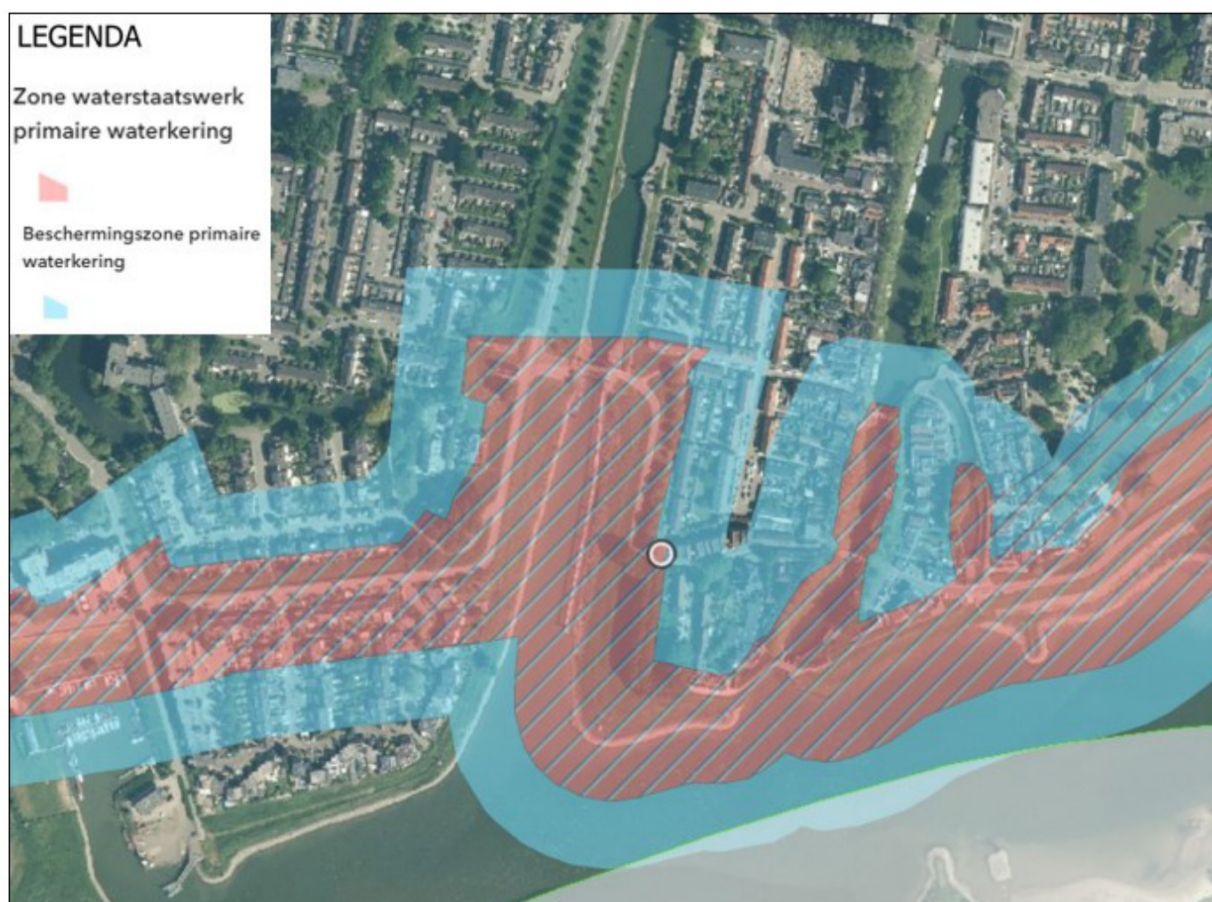 LEGENDA
Zone waterstaatswerk
primaire waterkering
Beschermingszone primaire
waterkering